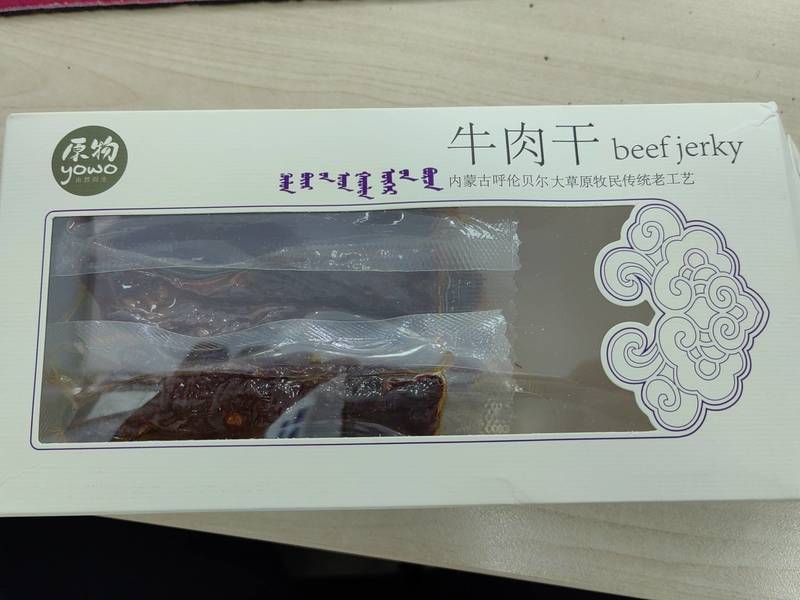 原物
yowo
牛肉干 beef jerky
内蒙古呼伦贝尔大草原牧民传统老工艺